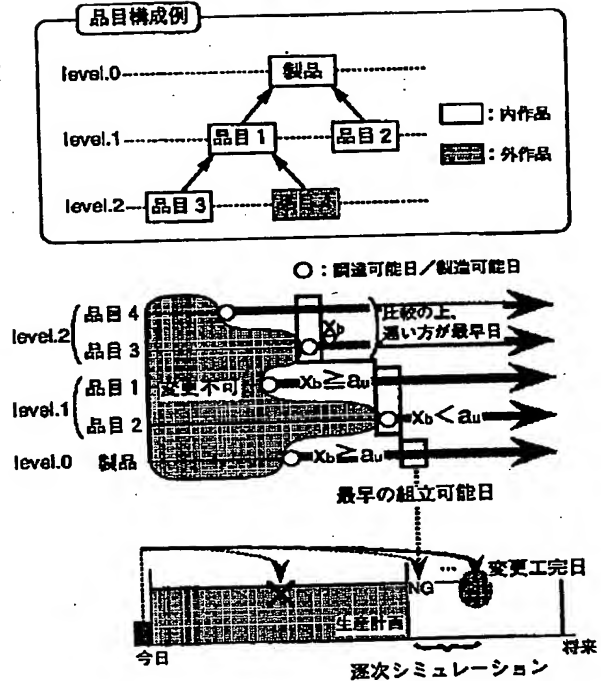 品目構成例
level.0
製品
level.1
品目1
品目2
□：内作品
：外作品
level.2
品目3
○：調達可能日／製造可能日
level.2
品目4
品目3
xb
比較の上、
遅い方が最早日
level.1
品目1
品目2
変更不可
xb≧au
xb<au
level.0
製品
xb≧au
最早の組立可能日
NG
…
変更工完日
生産計画
今日
将来
逐次シミュレーション